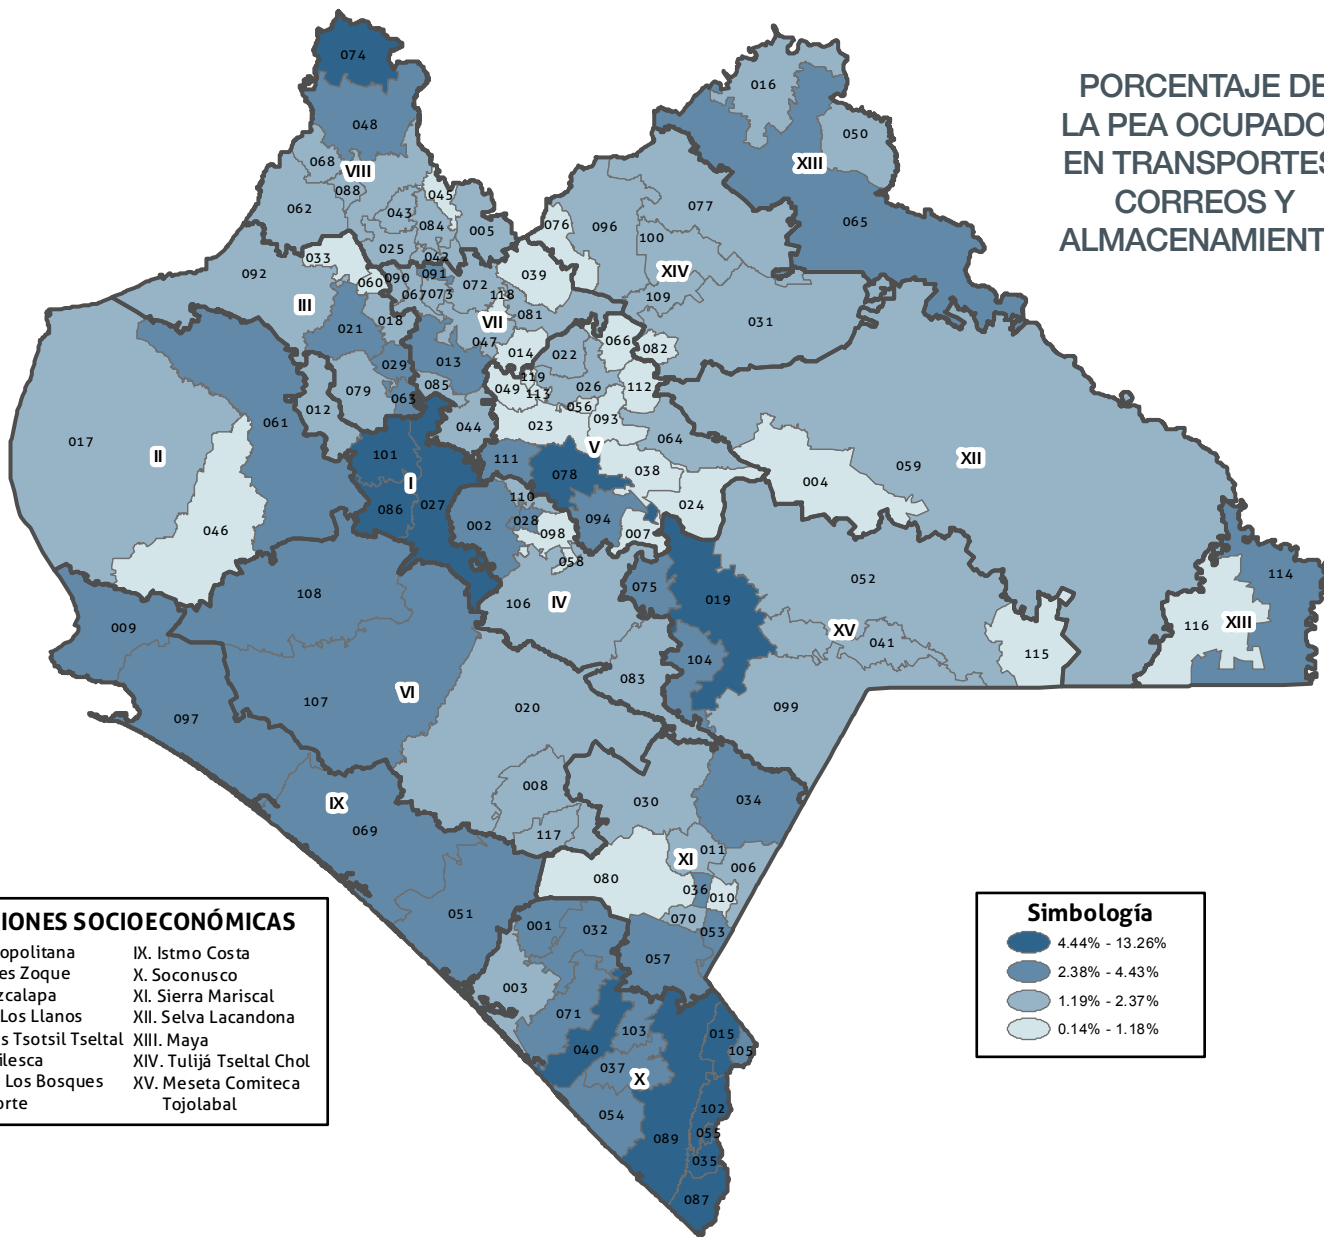 PORCENTAJE DE
LA PEA OCUPADO
EN TRANSPORTES
CORREOS Y
ALMACENAMIENT
074
048
068
VIII
088
045
062
043
084
005
025
042
016
050
XIII
065
076
096
077
100
XIV
109
031
033
092
060
090
091
039
III
067
073
072
118
VII
081
021
018
047
014
022
066
082
029
013
119
049
113
026
112
085
056
079
063
012
017
II
061
044
023
093
064
V
101
I
111
078
038
059
XII
004
086
027
110
024
046
002
028
094
098
007
058
108
106
IV
075
019
052
114
009
116
XIII
XV
041
115
104
083
107
VI
020
099
097
008
030
034
IX
069
117
011
XI
006
080
036
010
070
053
051
001
032
057
003
071
103
015
040
105
037
X
054
102
089
055
035
087
IONES SOCIOECONÓMICAS
opolitana
es Zoque
zcalapa
Los Llanos
s Tsotsil Tseltal
ilesca
Los Bosques
orte
IX. Istmo Costa
X. Soconusco
XI. Sierra Mariscal
XII. Selva Lacandona
XIII. Maya
XIV. Tulijá Tseltal Chol
XV. Meseta Comiteca
Tojolabal
Simbología
4.44% - 13.26%
2.38% - 4.43%
1.19% - 2.37%
0.14% - 1.18%